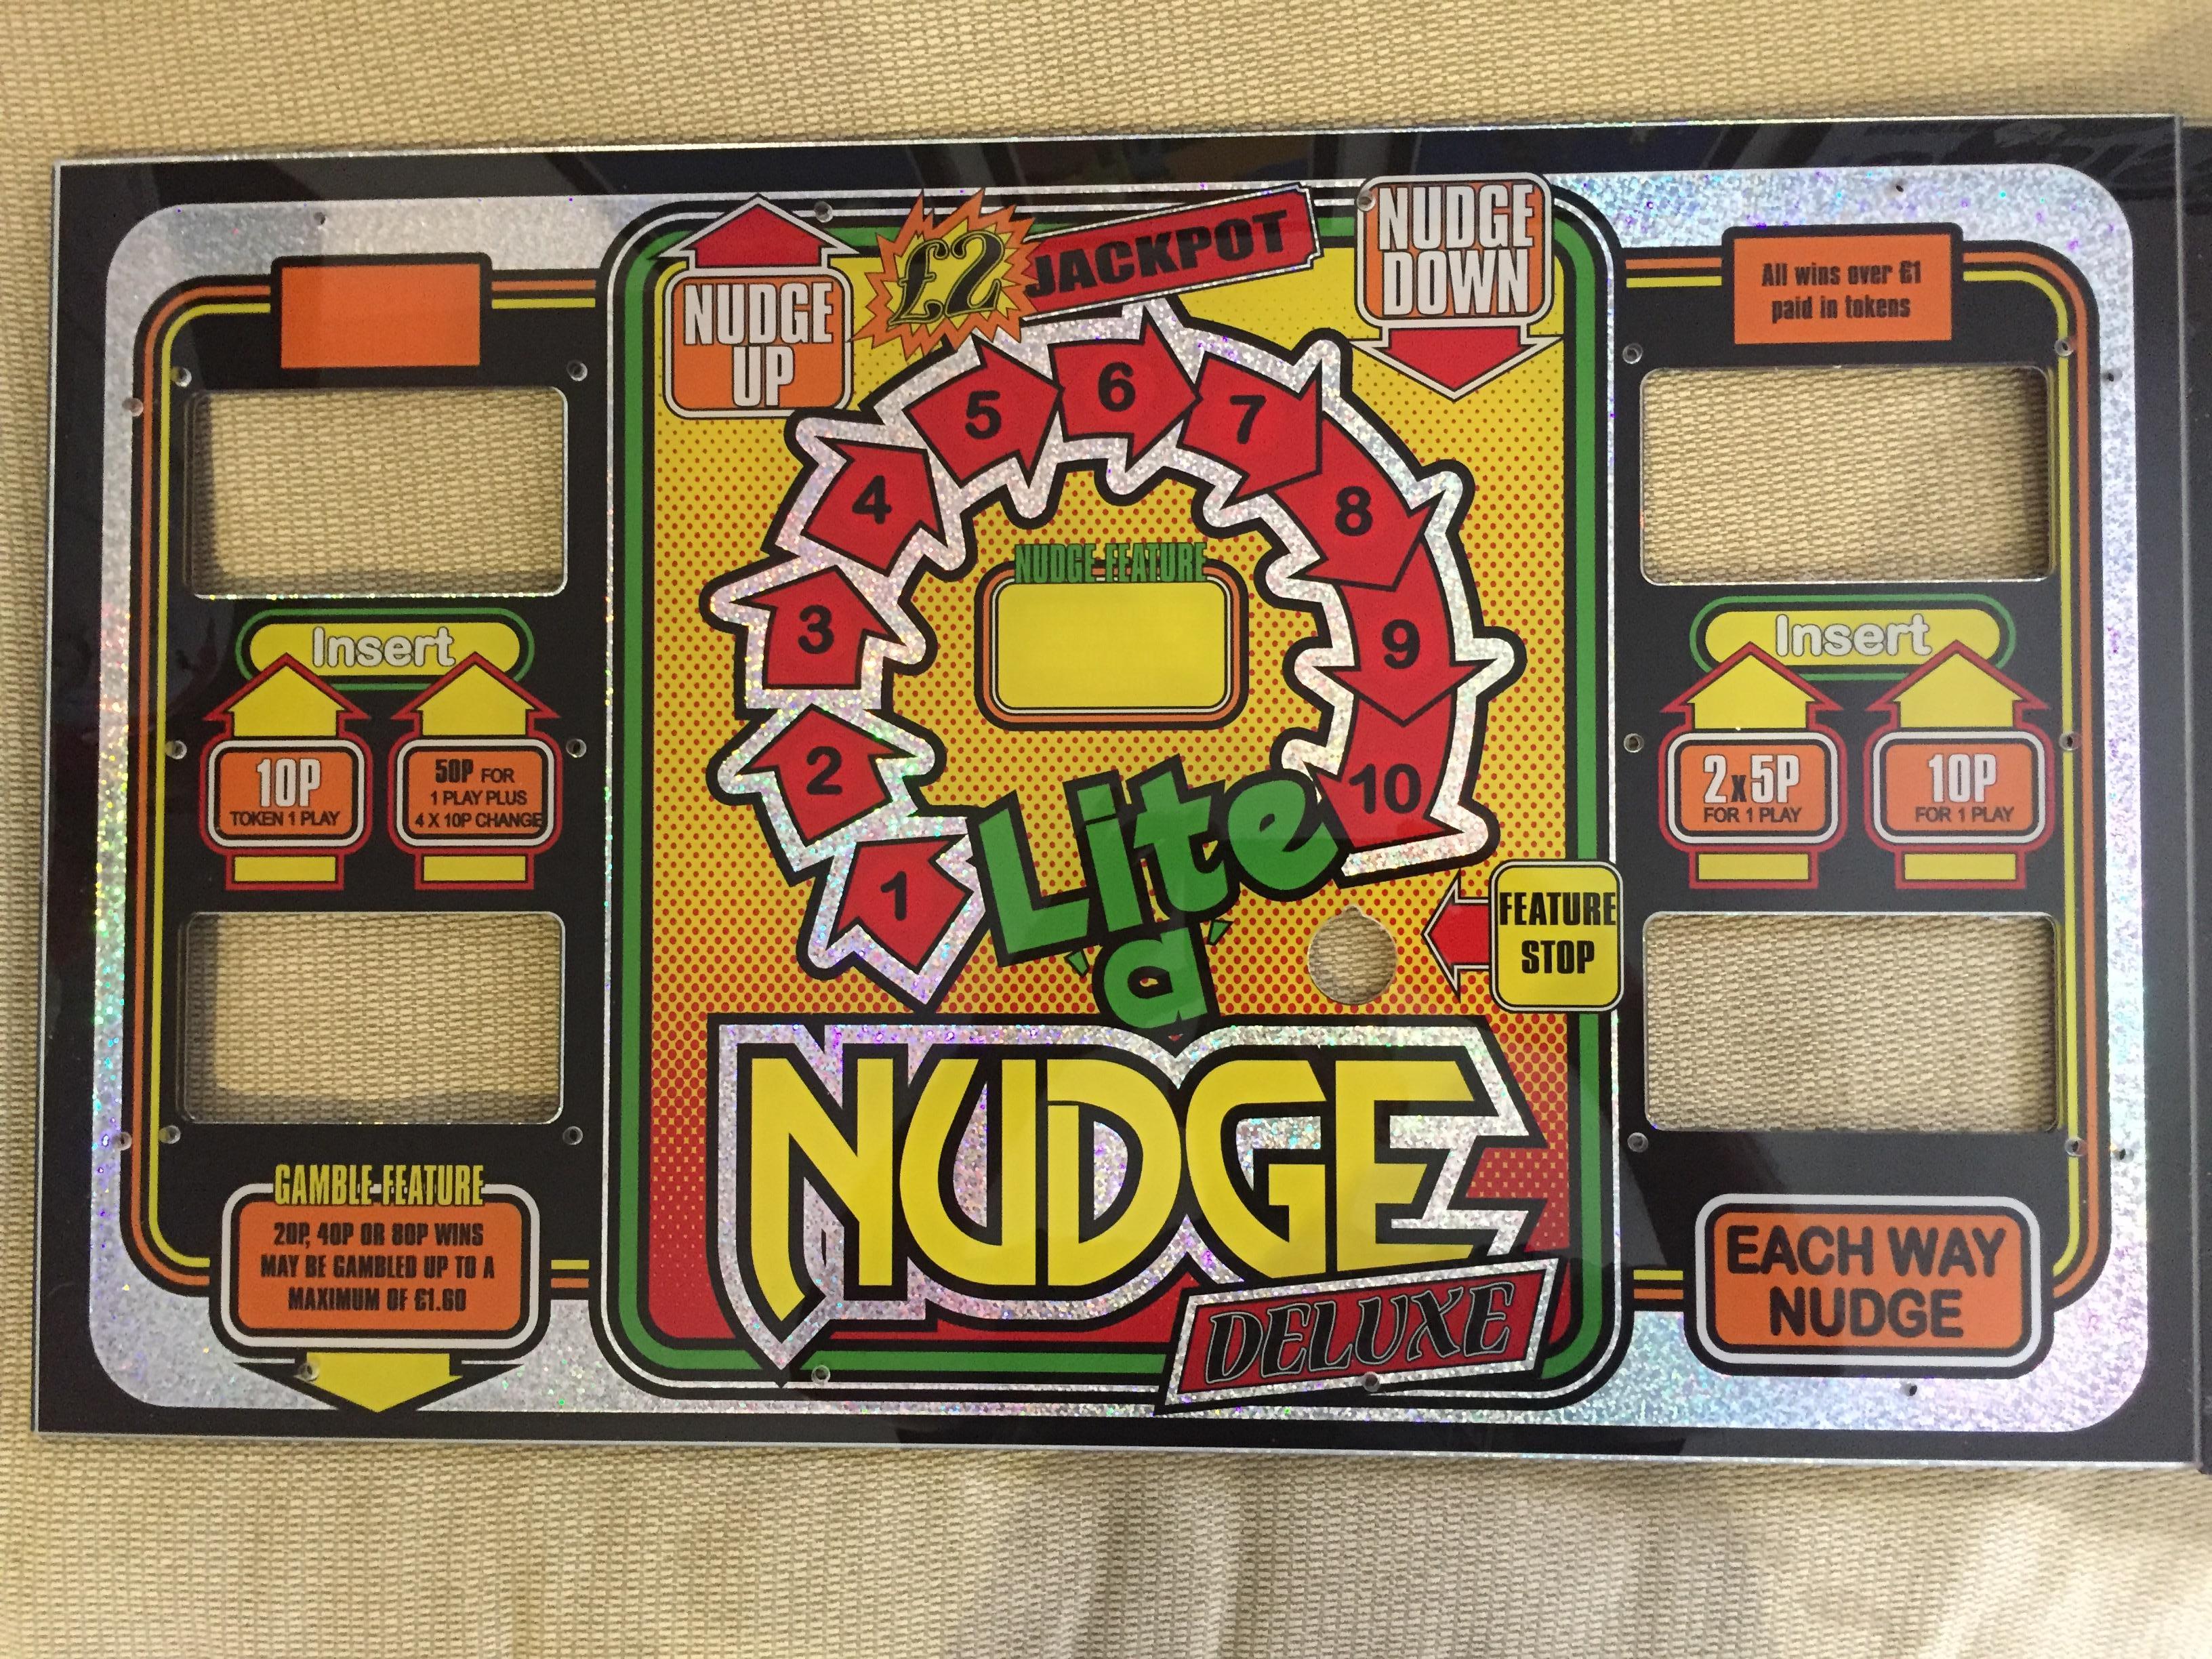 £2 JACKPOT
NUDGE
UP
NUDGE
DOWN
All wins over £1
paid in tokens
1
2
3
4
5
6
7
8
9
10
NUDGE FEATURE
Insert
10P
TOKEN 1 PLAY
50P FOR
1 PLAY PLUS
4 X 10P CHANGE
Insert
2x5P
FOR 1 PLAY
10P
FOR 1 PLAY
Lite
'a'
NUDGE
DELUXE
FEATURE
STOP
GAMBLE FEATURE
20P, 40P OR 80P WINS
MAY BE GAMBLED UP TO A
MAXIMUM OF £1.60
EACH WAY
NUDGE